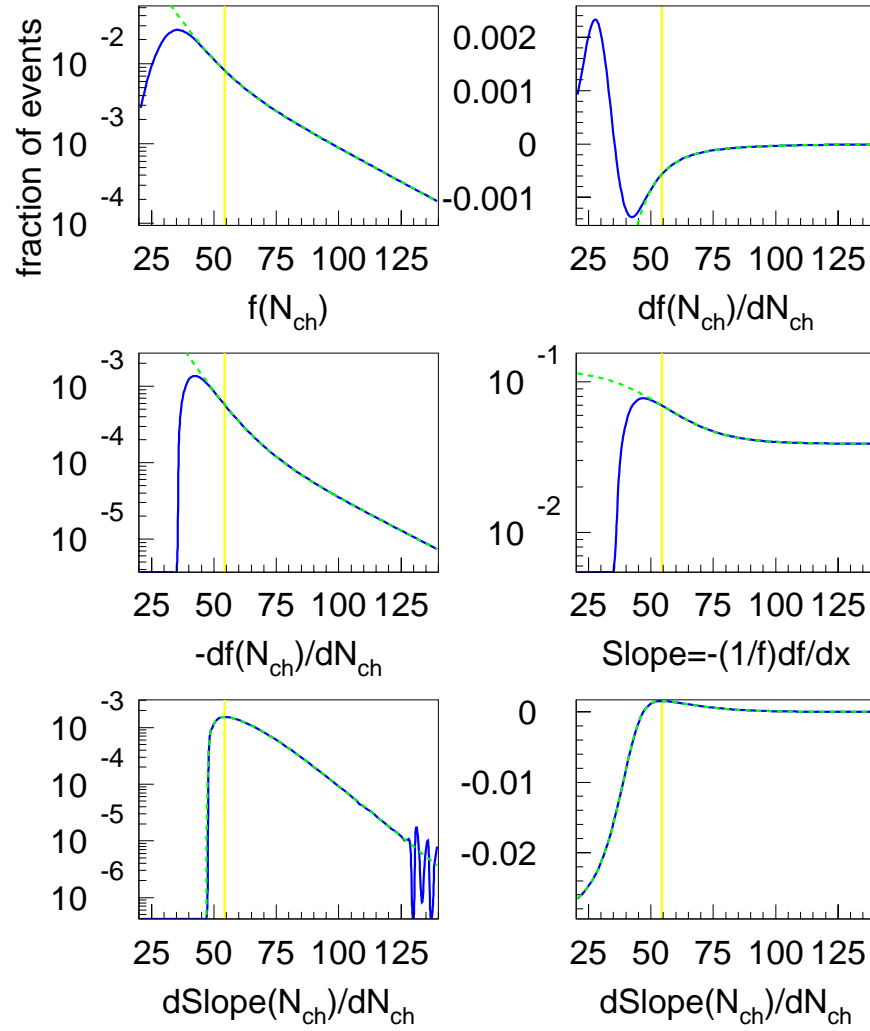 fraction of events
10 -2
10 -3
10 -4
25 50 75 100 125
f(N_ch)
0.002
0.001
0
-0.001
25 50 75 100 125
df(N_ch)/dN_ch
10 -3
10 -4
10 -5
25 50 75 100 125
-df(N_ch)/dN_ch
10 -1
10 -2
25 50 75 100 125
Slope=-(1/f)df/dx
10 -3
10 -4
10 -5
10 -6
25 50 75 100 125
dSlope(N_ch)/dN_ch
0
-0.01
-0.02
25 50 75 100 125
dSlope(N_ch)/dN_ch